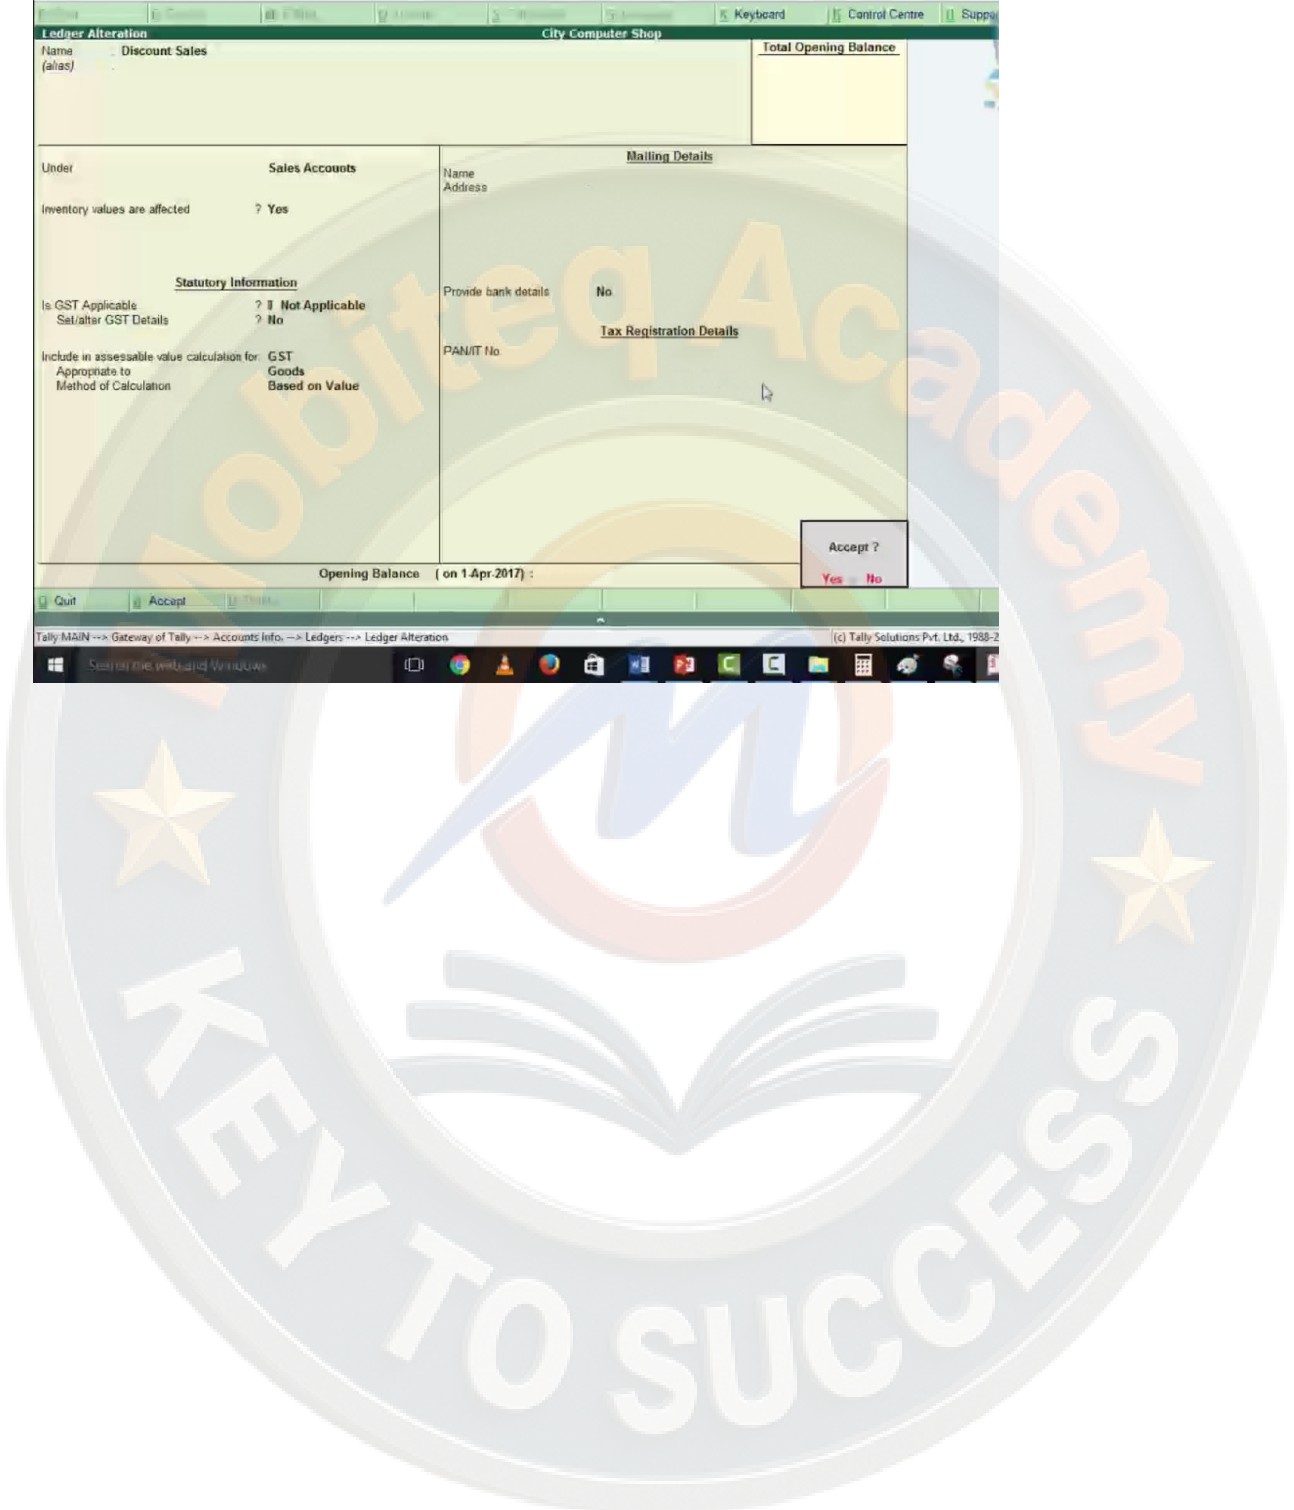 K: Keyboard K: Control Centre
Ledger Alteration City Computer Shop
Name : Discount Sales
(alias) :
Total Opening Balance
Under Sales Accounts
Inventory values are affected ? Yes
Statutory Information
Is GST Applicable ? Not Applicable
Set/alter GST Details ? No
Include in assessable value calculation for: GST
Appropriate to Goods
Method of Calculation Based on Value
Mailing Details
Name
Address
Provide bank details No
Tax Registration Details
PAN/IT No.
Accept ?
Yes No
Opening Balance ( on 1-Apr-2017) :
Q: Quit A: Accept
Tally MAIN --> Gateway of Tally --> Accounts Info. --> Ledgers --> Ledger Alteration (c) Tally Solutions Pvt. Ltd., 1988-2
Search the web and Windows
Mobiteq Academy
KEY TO SUCCESS